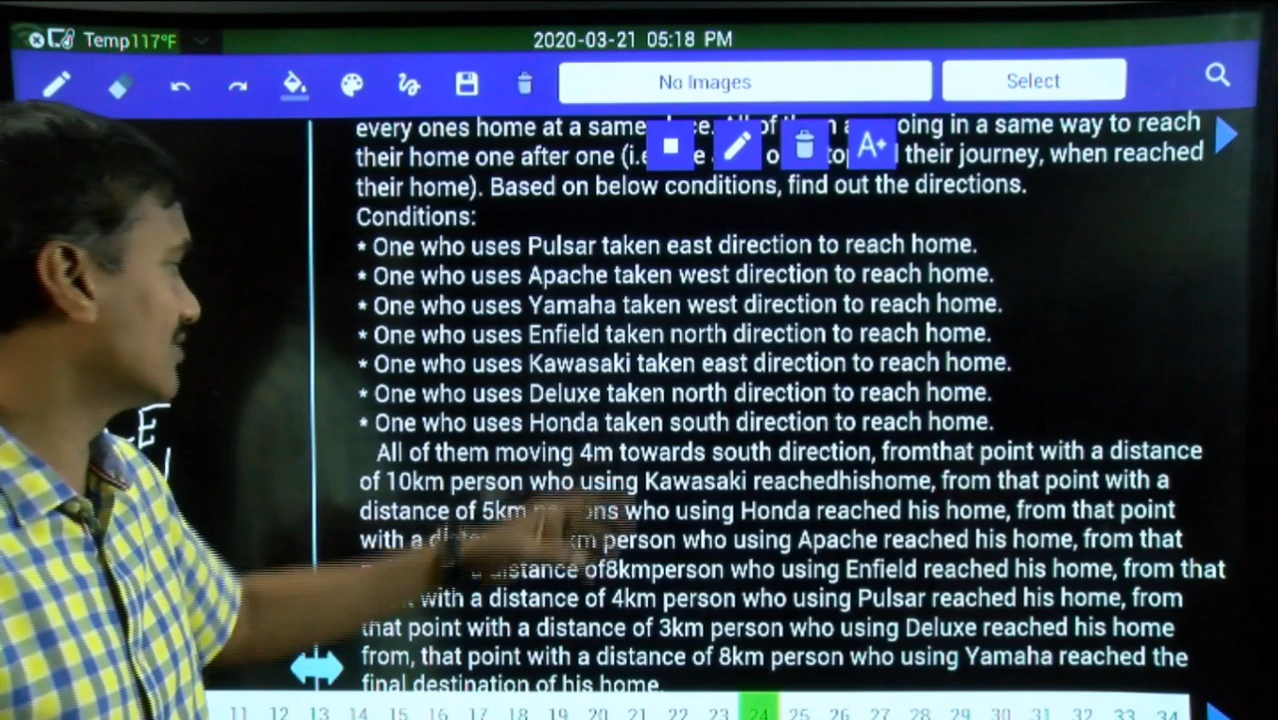 Temp117°F
2020-03-21 05:18 PM
No Images
Select
every ones home at a same oing in a same way to reach
their home one after one (i.e their journey, when reached
their home). Based on below conditions, find out the directions.
Conditions:
* One who uses Pulsar taken east direction to reach home.
* One who uses Apache taken west direction to reach home.
* One who uses Yamaha taken west direction to reach home.
* One who uses Enfield taken north direction to reach home.
* One who uses Kawasaki taken east direction to reach home.
* One who uses Deluxe taken north direction to reach home.
* One who uses Honda taken south direction to reach home.
All of them moving 4m towards south direction, fromthat point with a distance
of 10km person who using Kawasaki reachedhishome, from that point with a
distance of 5km who using Honda reached his home, from that point
with a km person who using Apache reached his home, from that
distance of8kmperson who using Enfield reached his home, from that
with a distance of 4km person who using Pulsar reached his home, from
that point with a distance of 3km person who using Deluxe reached his home
from, that point with a distance of 8km person who using Yamaha reached the
final destination of his home.
A+
E
11 12 13 14 15 16 17 18 19 20 21 22 23 24 25 26 27 28 29 30 31 32 33 34